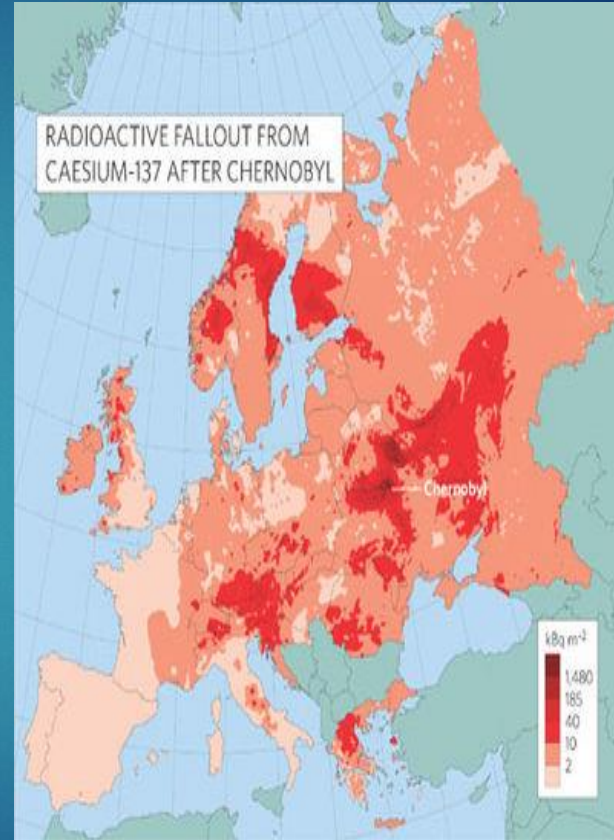 RADIOACTIVE FALLOUT FROM
CAESIUM-137 AFTER CHERNOBYL
Chernobyl
kBq m⁻²
1,480
185
40
10
2